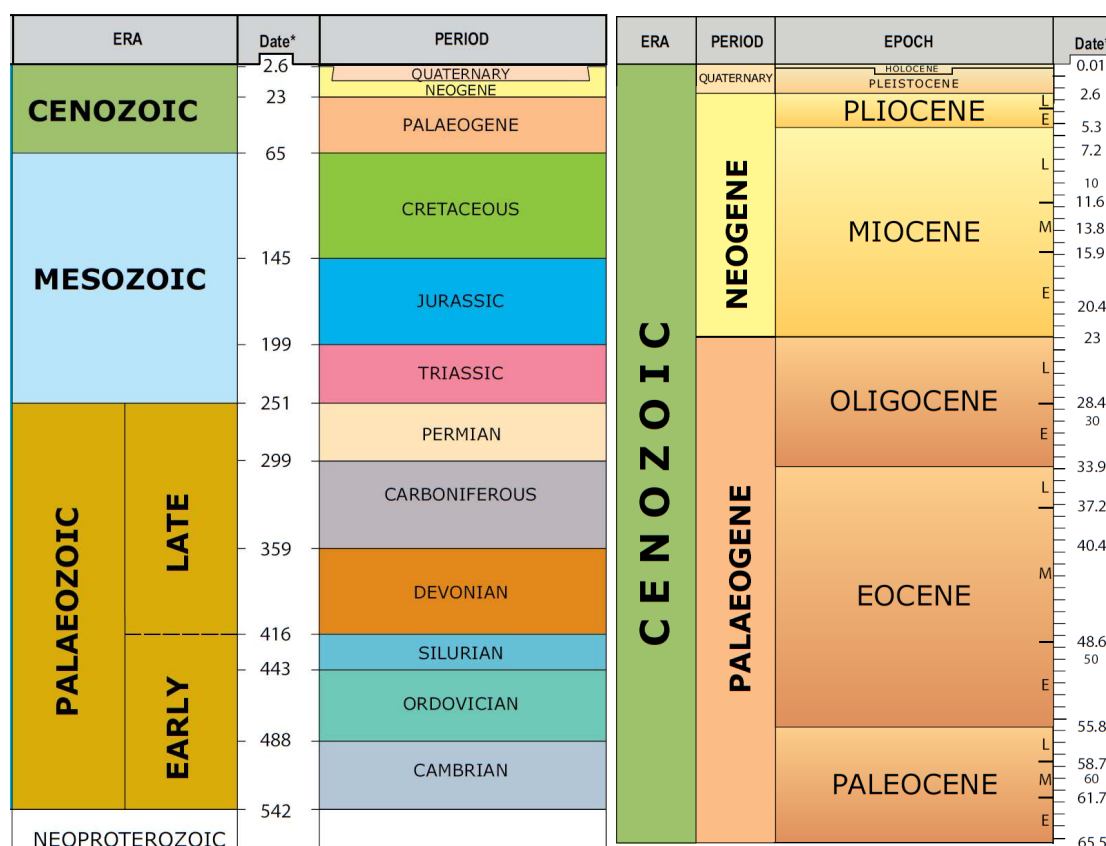 ERA Date* PERIOD
2.6
QUATERNARY
NEOGENE
23
CENOZOIC
PALAEOGENE
65
CRETACEOUS
MESOZOIC
145
JURASSIC
199
TRIASSIC
251
PERMIAN
299
CARBONIFEROUS
PALAEOZOIC
LATE
359
DEVONIAN
416
SILURIAN
443
EARLY
ORDOVICIAN
488
CAMBRIAN
542
NEOPROTEROZOIC
ERA PERIOD EPOCH Date*
CENOZOIC
QUATERNARY
HOLOCENE
0.01
PLEISTOCENE
2.6
NEOGENE
PLIOCENE
L
E
5.3
7.2
L
10
11.6
MIOCENE
M
13.8
15.9
E
20.4
23
PALAEOGENE
L
OLIGOCENE
28.4
30
E
33.9
L
37.2
40.4
M
EOCENE
48.6
50
E
55.8
L
58.7
PALEOCENE
M
60
61.7
E
65.5